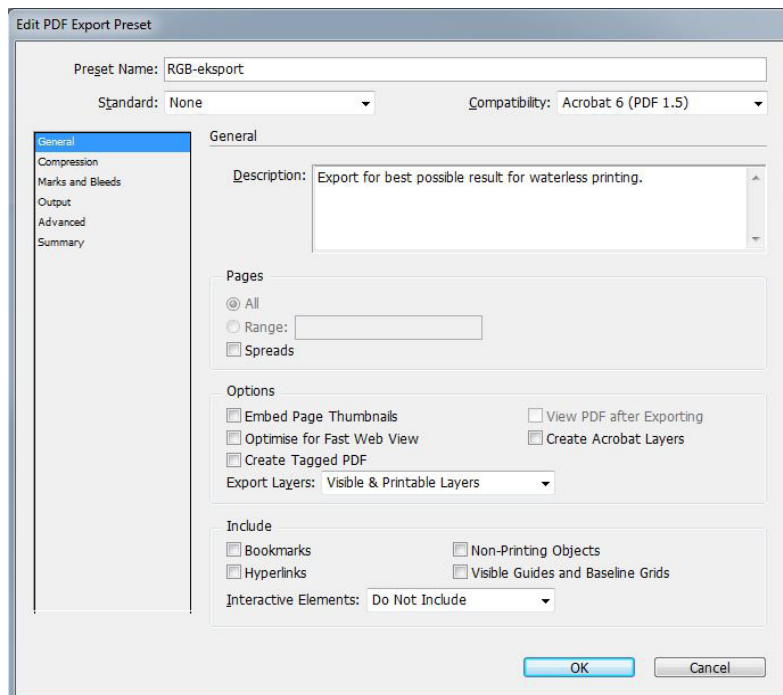 Edit PDF Export Preset
Preset Name: RGB-eksport
Standard: None Compatibility: Acrobat 6 (PDF 1.5)
General
Compression
Marks and Bleeds
Output
Advanced
Summary
General
Description: Export for best possible result for waterless printing.
Pages
All
Range:
Spreads
Options
Embed Page Thumbnails View PDF after Exporting
Optimise for Fast Web View Create Acrobat Layers
Create Tagged PDF
Export Layers: Visible & Printable Layers
Include
Bookmarks Non-Printing Objects
Hyperlinks Visible Guides and Baseline Grids
Interactive Elements: Do Not Include
OK Cancel